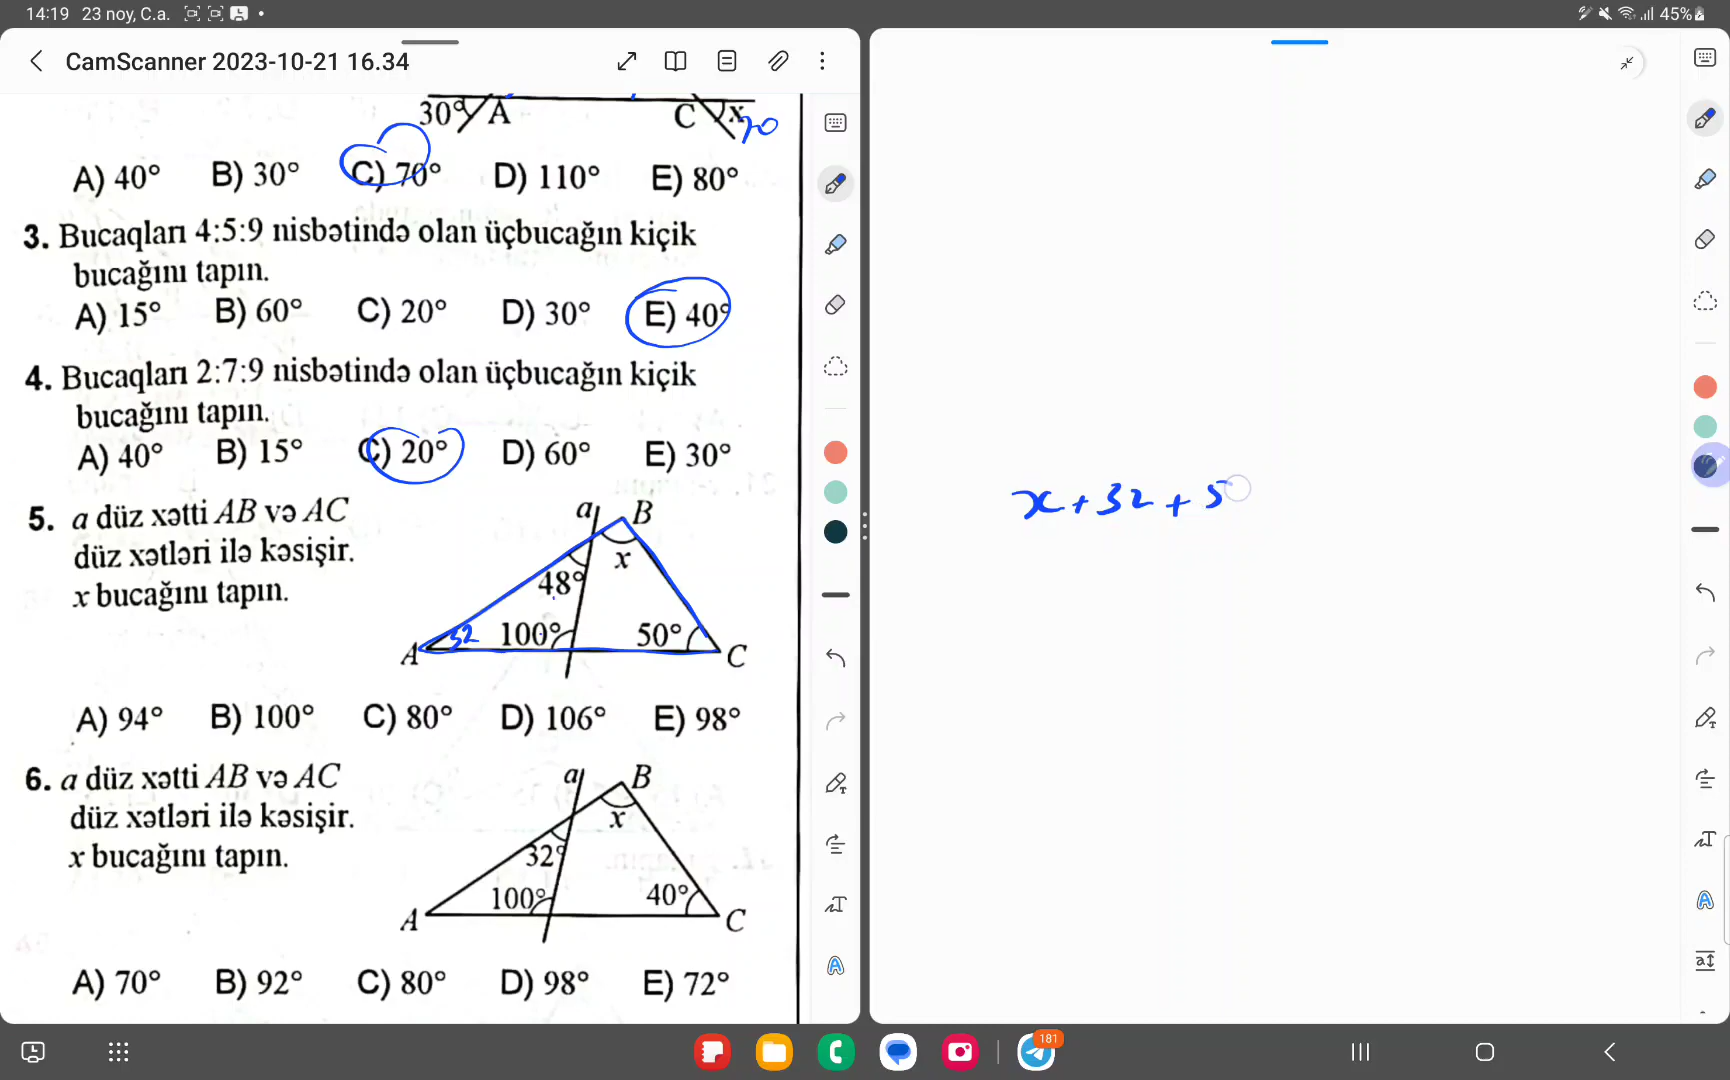 14:19 23 noy, C.a. 45%
CamScanner 2023-10-21 16.34
30° A C x 70
A) 40° B) 30° C) 70° D) 110° E) 80°
3. Bucaqları 4:5:9 nisbətində olan üçbucağın kiçik
bucağını tapın.
A) 15° B) 60° C) 20° D) 30° E) 40°
4. Bucaqları 2:7:9 nisbətində olan üçbucağın kiçik
bucağını tapın.
A) 40° B) 15° C) 20° D) 60° E) 30°
5. a düz xətti AB və AC
düz xətləri ilə kəsişir.
x bucağını tapın.
a B
x
48°
32 100° 50°
A C
A) 94° B) 100° C) 80° D) 106° E) 98°
6. a düz xətti AB və AC
düz xətləri ilə kəsişir.
x bucağını tapın.
a B
x
32°
100° 40°
A C
A) 70° B) 92° C) 80° D) 98° E) 72°
x+32+5
181